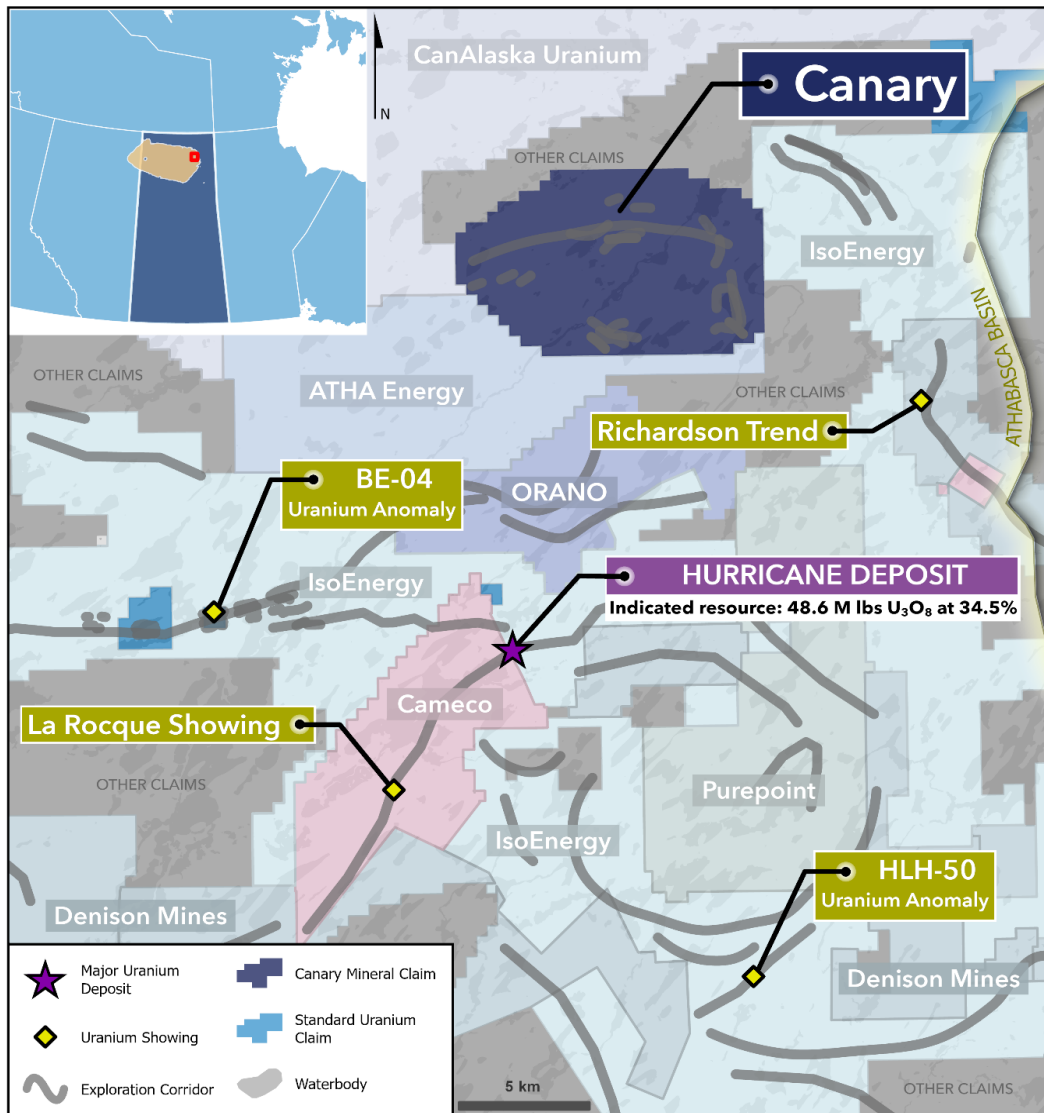 CanAlaska Uranium
N
Canary
OTHER CLAIMS
IsoEnergy
ATHABASCA BASIN
OTHER CLAIMS
ATHA Energy
OTHER CLAIMS
Richardson Trend
BE-04
Uranium Anomaly
ORANO
IsoEnergy
HURRICANE DEPOSIT
Indicated resource: 48.6 M lbs U₃O₈ at 34.5%
Cameco
La Rocque Showing
OTHER CLAIMS
Purepoint
IsoEnergy
HLH-50
Uranium Anomaly
Denison Mines
Denison Mines
Major Uranium
Deposit
Canary Mineral Claim
Uranium Showing
Standard Uranium
Claim
Exploration Corridor
Waterbody
5 km
OTHER CLAIMS